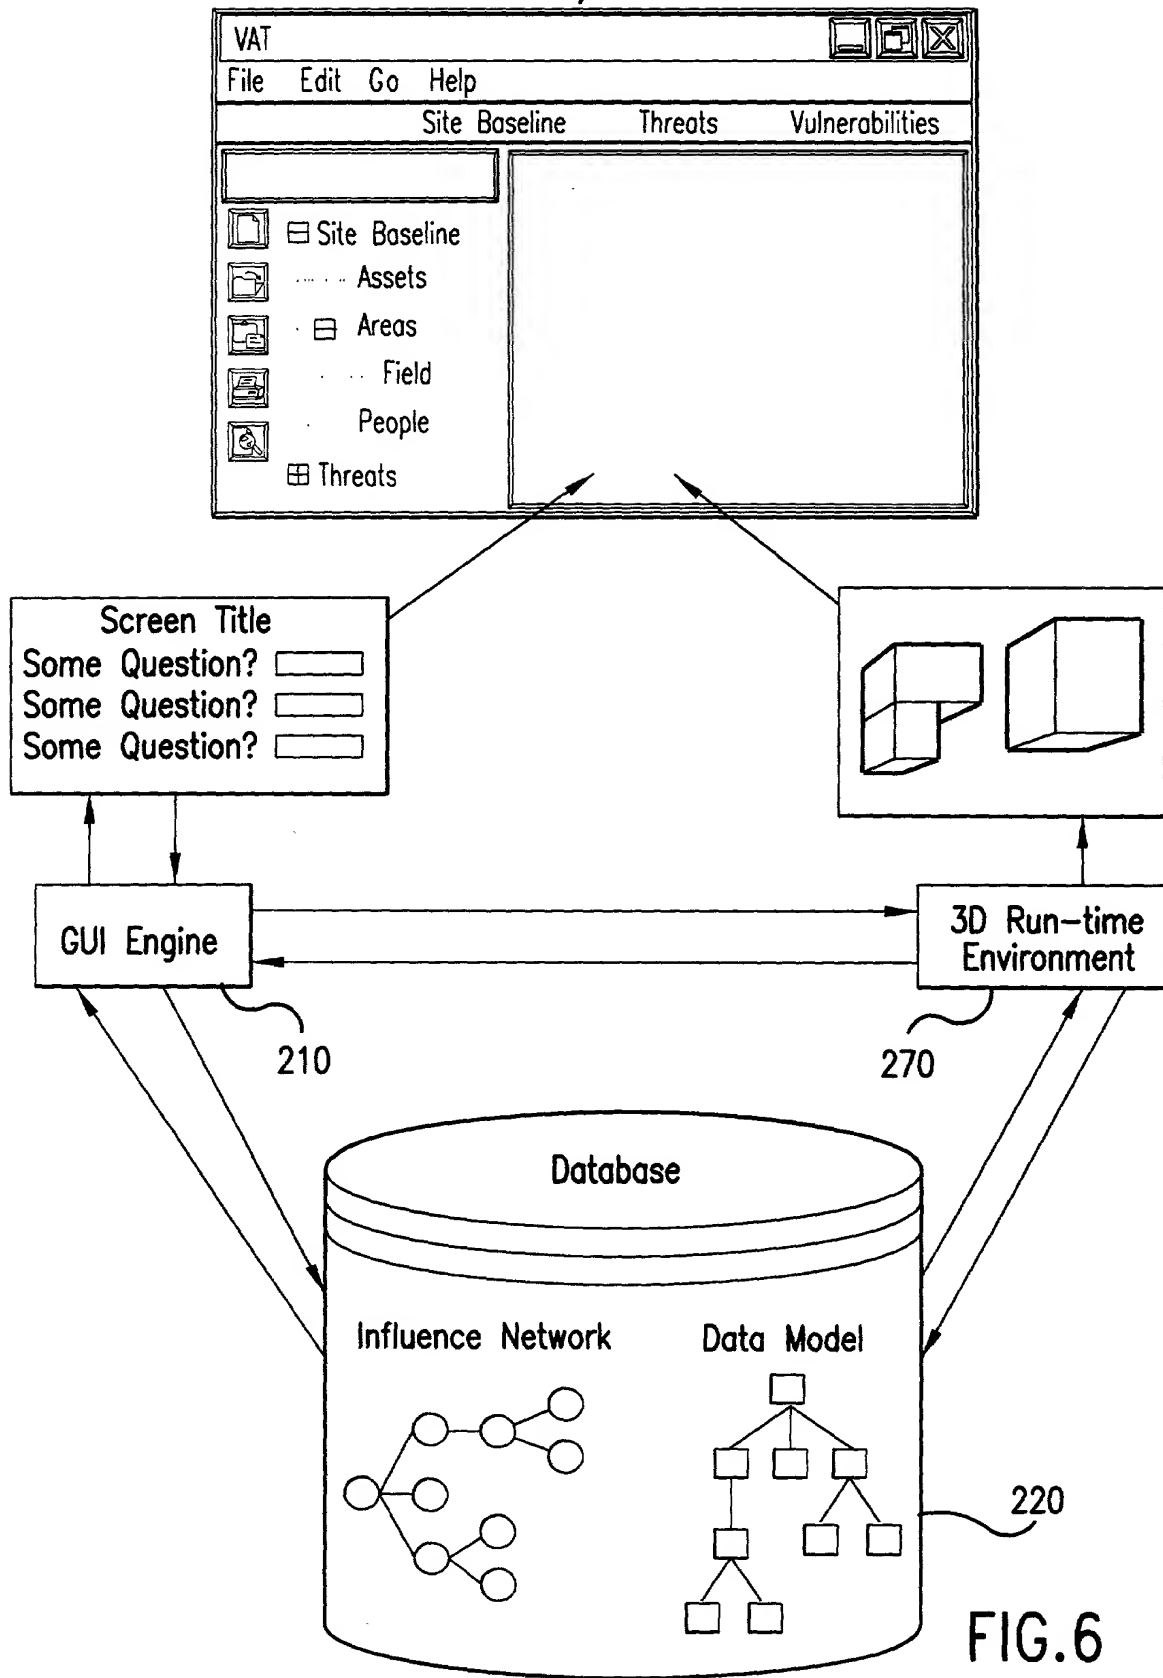 VAT
File Edit Go Help
Site Baseline Threats Vulnerabilities
Site Baseline
Assets
Areas
Field
People
Threats
Screen Title
Some Question?
Some Question?
Some Question?
GUI Engine
3D Run-time
Environment
210
270
Database
Influence Network Data Model
220
FIG.6